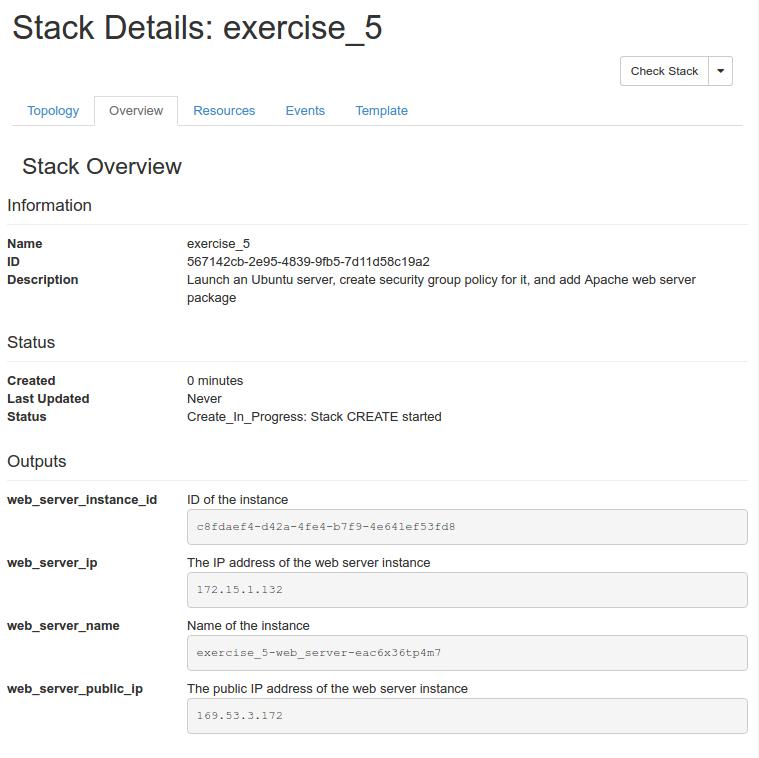 Stack Details: exercise_5
Check Stack
Topology Overview Resources Events Template
Stack Overview
Information
Name exercise_5
ID 567142cb-2e95-4839-9fb5-7d11d58c19a2
Description Launch an Ubuntu server, create security group policy for it, and add Apache web server
package
Status
Created 0 minutes
Last Updated Never
Status Create_In_Progress: Stack CREATE started
Outputs
web_server_instance_id ID of the instance
c8fdaef4-d42a-4fe4-b7f9-4e641ef53fd8
web_server_ip The IP address of the web server instance
172.15.1.132
web_server_name Name of the instance
exercise_5-web_server-eac6x36tp4m7
web_server_public_ip The public IP address of the web server instance
169.53.3.172